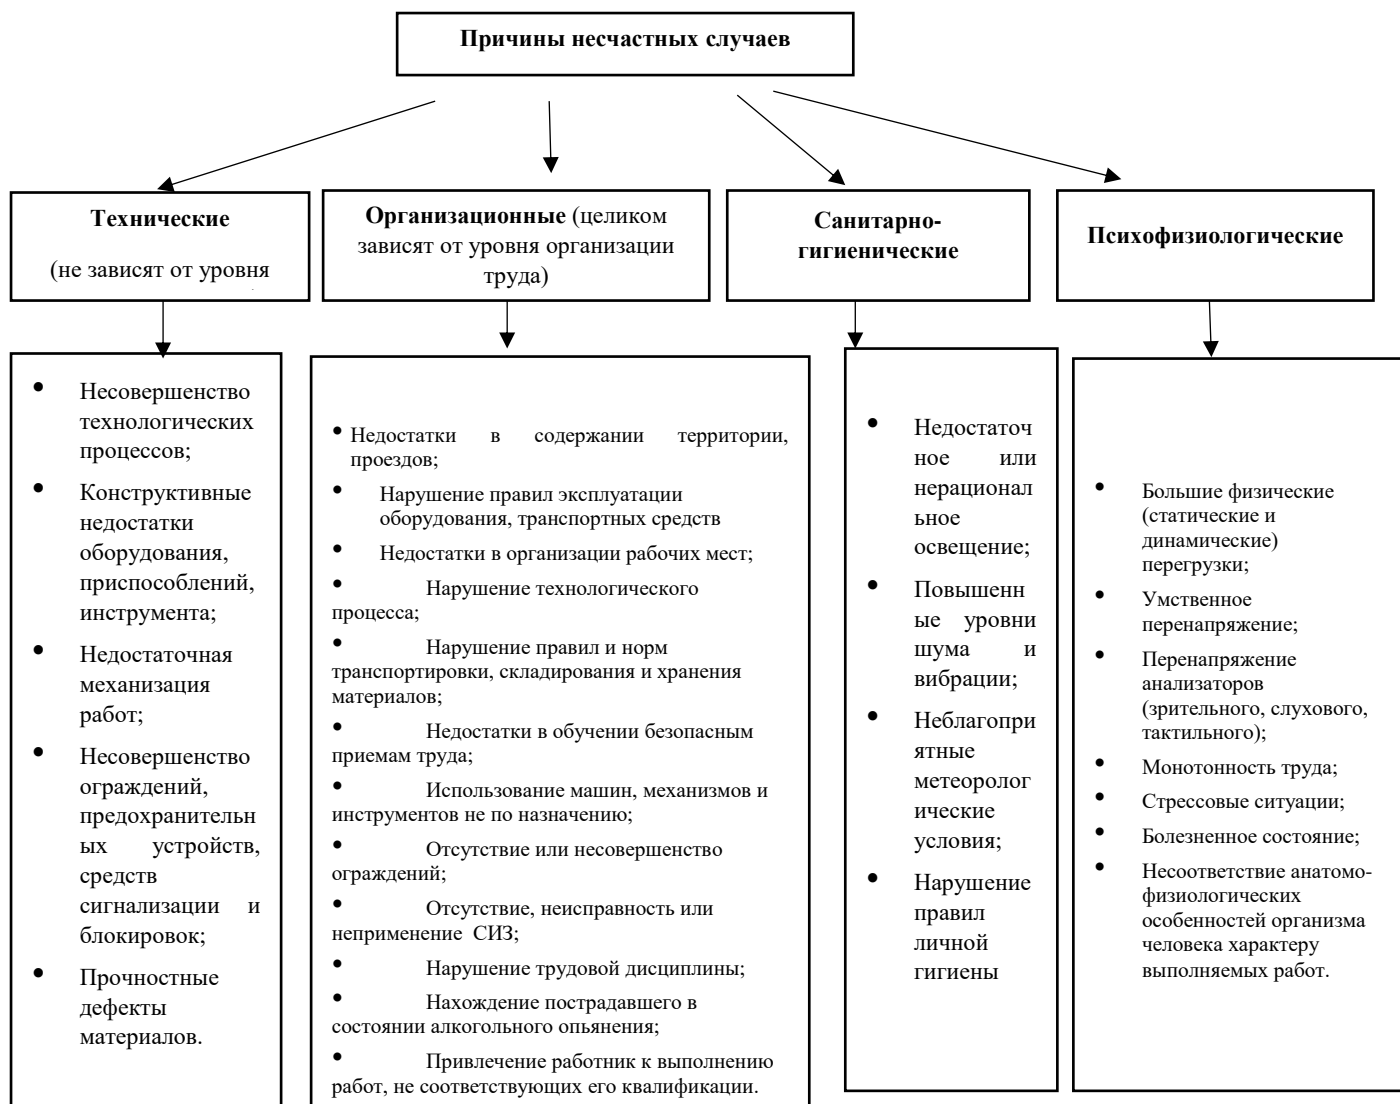 Причины несчастных случаев
Технические
(не зависят от уровня
Организационные (целиком
зависят от уровня организации
труда)
Санитарно-
гигиенические
Психофизиологические
• Несовершенство
технологических
процессов;
• Конструктивные
недостатки
оборудования,
приспособлений,
инструмента;
• Недостаточная
механизация
работ;
• Несовершенство
ограждений,
предохранительн
ых устройств,
средств
сигнализации и
блокировок;
• Прочностные
дефекты
материалов.
• Недостатки в содержании территории,
проездов;
• Нарушение правил эксплуатации
оборудования, транспортных средств
• Недостатки в организации рабочих мест;
• Нарушение технологического
процесса;
• Нарушение правил и норм
транспортировки, складирования и хранения
материалов;
• Недостатки в обучении безопасным
приемам труда;
• Использование машин, механизмов и
инструментов не по назначению;
• Отсутствие или несовершенство
ограждений;
• Отсутствие, неисправность или
неприменение СИЗ;
• Нарушение трудовой дисциплины;
• Нахождение пострадавшего в
состоянии алкогольного опьянения;
• Привлечение работник к выполнению
работ, не соответствующих его квалификации.
• Недостаточ
ное или
нерационал
ьное
освещение;
• Повышенн
ые уровни
шума и
вибрации;
• Неблагопри
ятные
метеоролог
ические
условия;
• Нарушение
правил
личной
гигиены
• Большие физические
(статические и
динамические)
перегрузки;
• Умственное
перенапряжение;
• Перенапряжение
анализаторов
(зрительного, слухового,
тактильного);
• Монотонность труда;
• Стрессовые ситуации;
• Болезненное состояние;
• Несоответствие анатомо-
физиологических
особенностей организма
человека характеру
выполняемых работ.